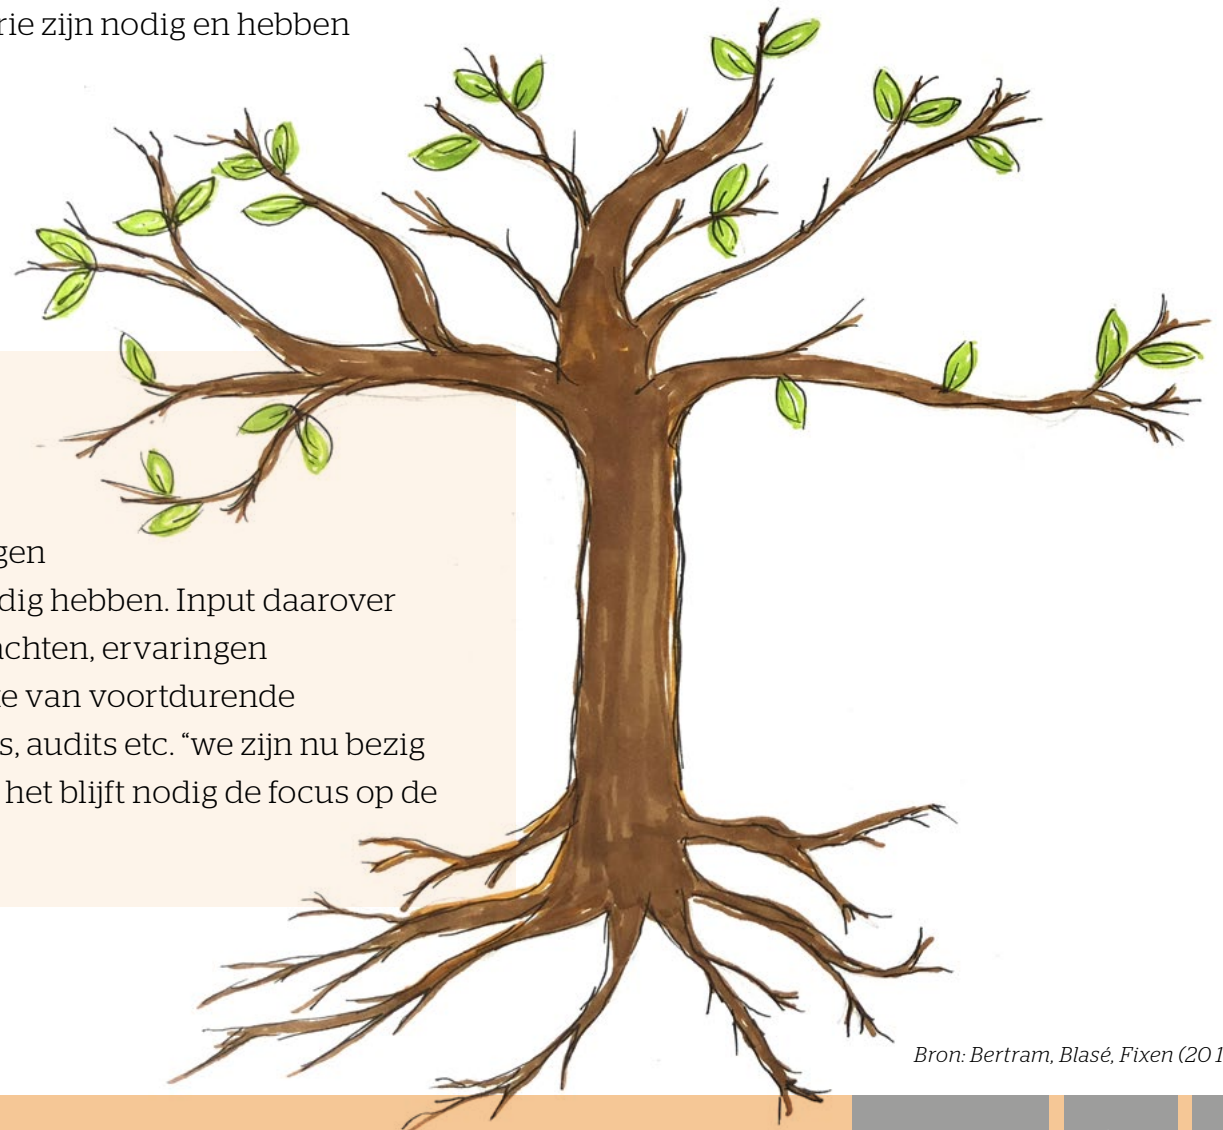 rie zijn nodig en hebben
gen
dig hebben. Input daarover
chten, ervaringen
e van voortdurende
s, audits etc. “we zijn nu bezig
het blijft nodig de focus op de
Bron: Bertram, Blasé, Fixen (201